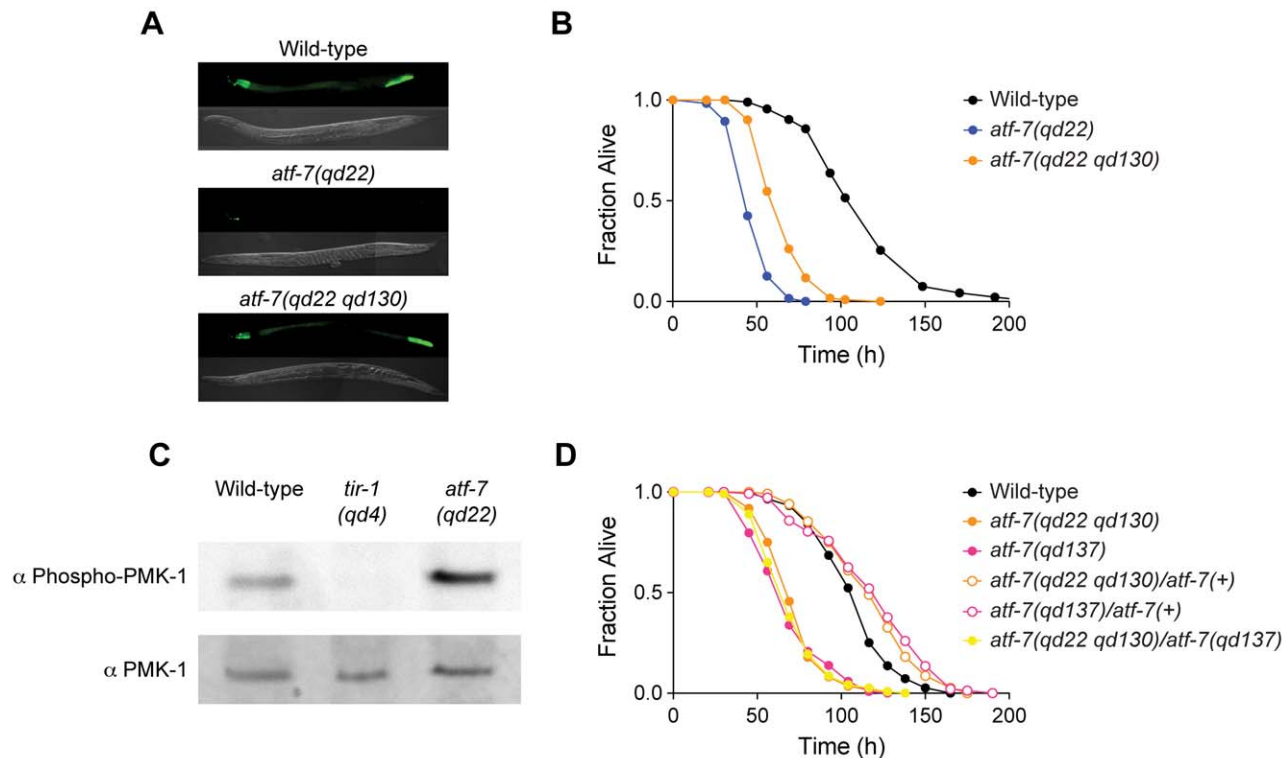 A
Wild-type
atf-7(qd22)
atf-7(qd22 qd130)
B
Fraction Alive
1.0
0.5
0.0
0 50 100 150 200
Time (h)
Wild-type
atf-7(qd22)
atf-7(qd22 qd130)
C
Wild-type
tir-1
(qd4)
atf-7
(qd22)
α Phospho-PMK-1
α PMK-1
D
Fraction Alive
1.0
0.5
0.0
0 50 100 150 200
Time (h)
Wild-type
atf-7(qd22 qd130)
atf-7(qd137)
atf-7(qd22 qd130)/atf-7(+)
atf-7(qd137)/atf-7(+)
atf-7(qd22 qd130)/atf-7(qd137)